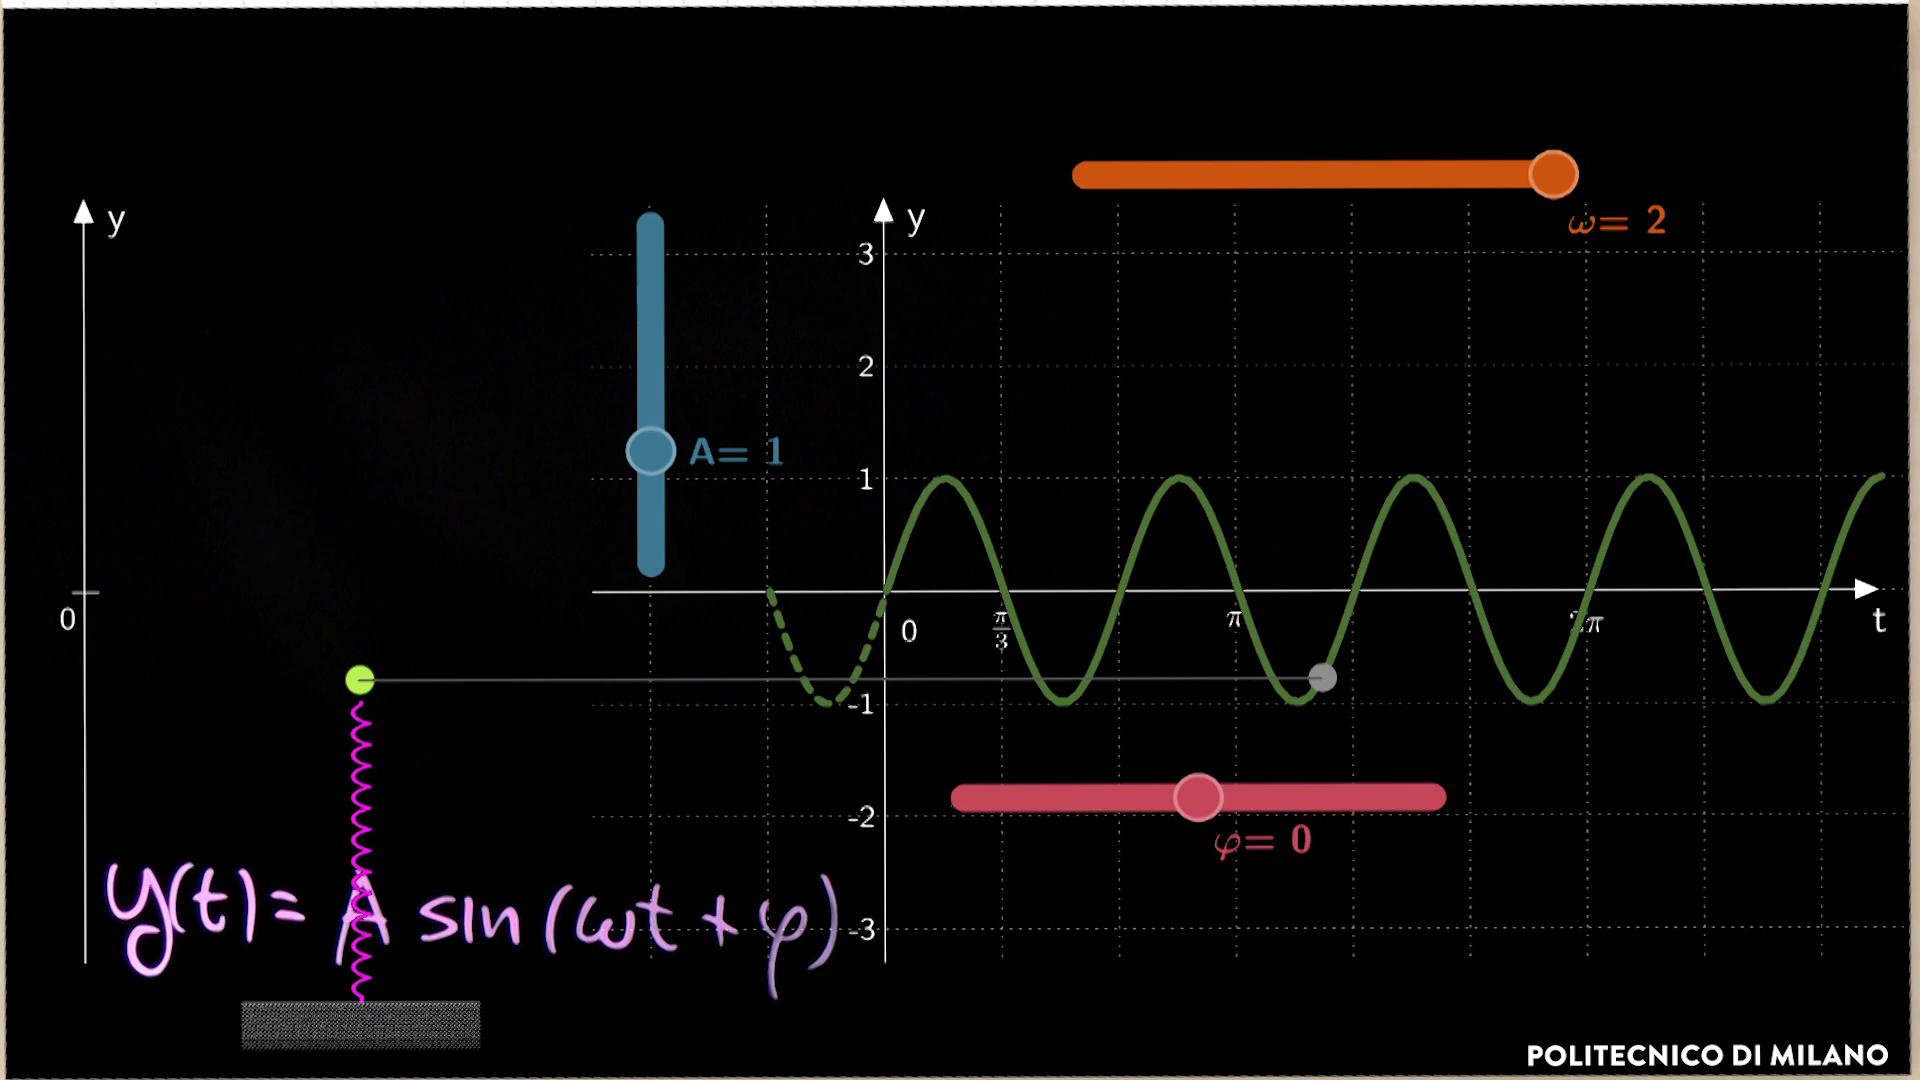 y
y
ω= 2
3
2
A= 1
1
0
0
π/3
π
2π
t
-1
-2
φ= 0
y(t)= A sin(ωt + φ)
-3
POLITECNICO DI MILANO